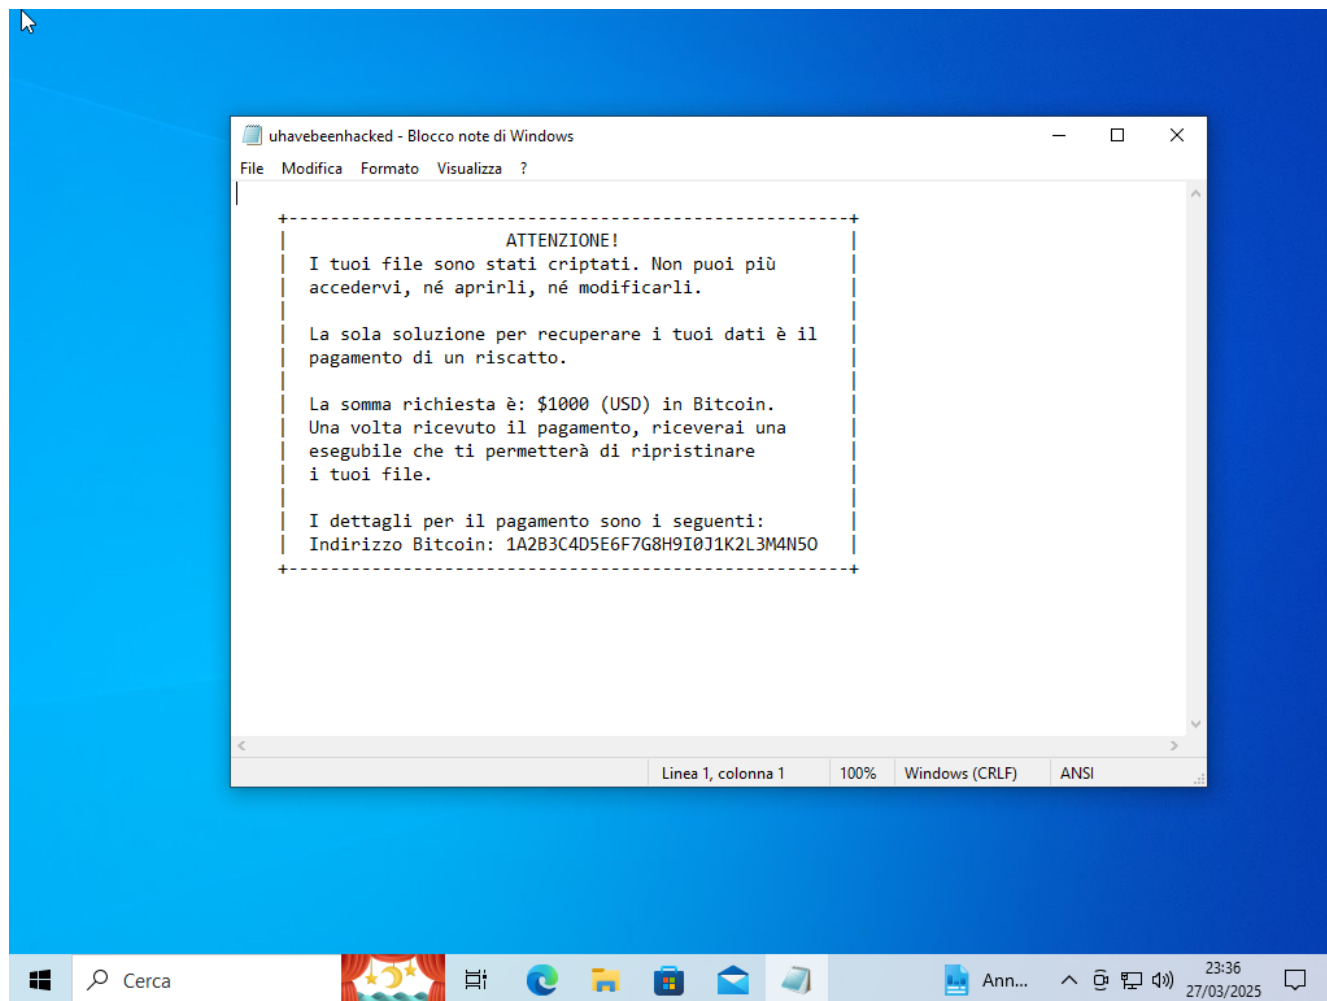 uhavebeenhacked - Blocco note di Windows
File Modifica Formato Visualizza ?
ATTENZIONE!
I tuoi file sono stati criptati. Non puoi più
accedervi, né aprirli, né modificarli.
La sola soluzione per recuperare i tuoi dati è il
pagamento di un riscatto.
La somma richiesta è: $1000 (USD) in Bitcoin.
Una volta ricevuto il pagamento, riceverai una
esegubile che ti permetterà di ripristinare
i tuoi file.
I dettagli per il pagamento sono i seguenti:
Indirizzo Bitcoin: 1A2B3C4D5E6F7G8H9I0J1K2L3M4N5O
Linea 1, colonna 1 100% Windows (CRLF) ANSI
Cerca Ann... 23:36
27/03/2025